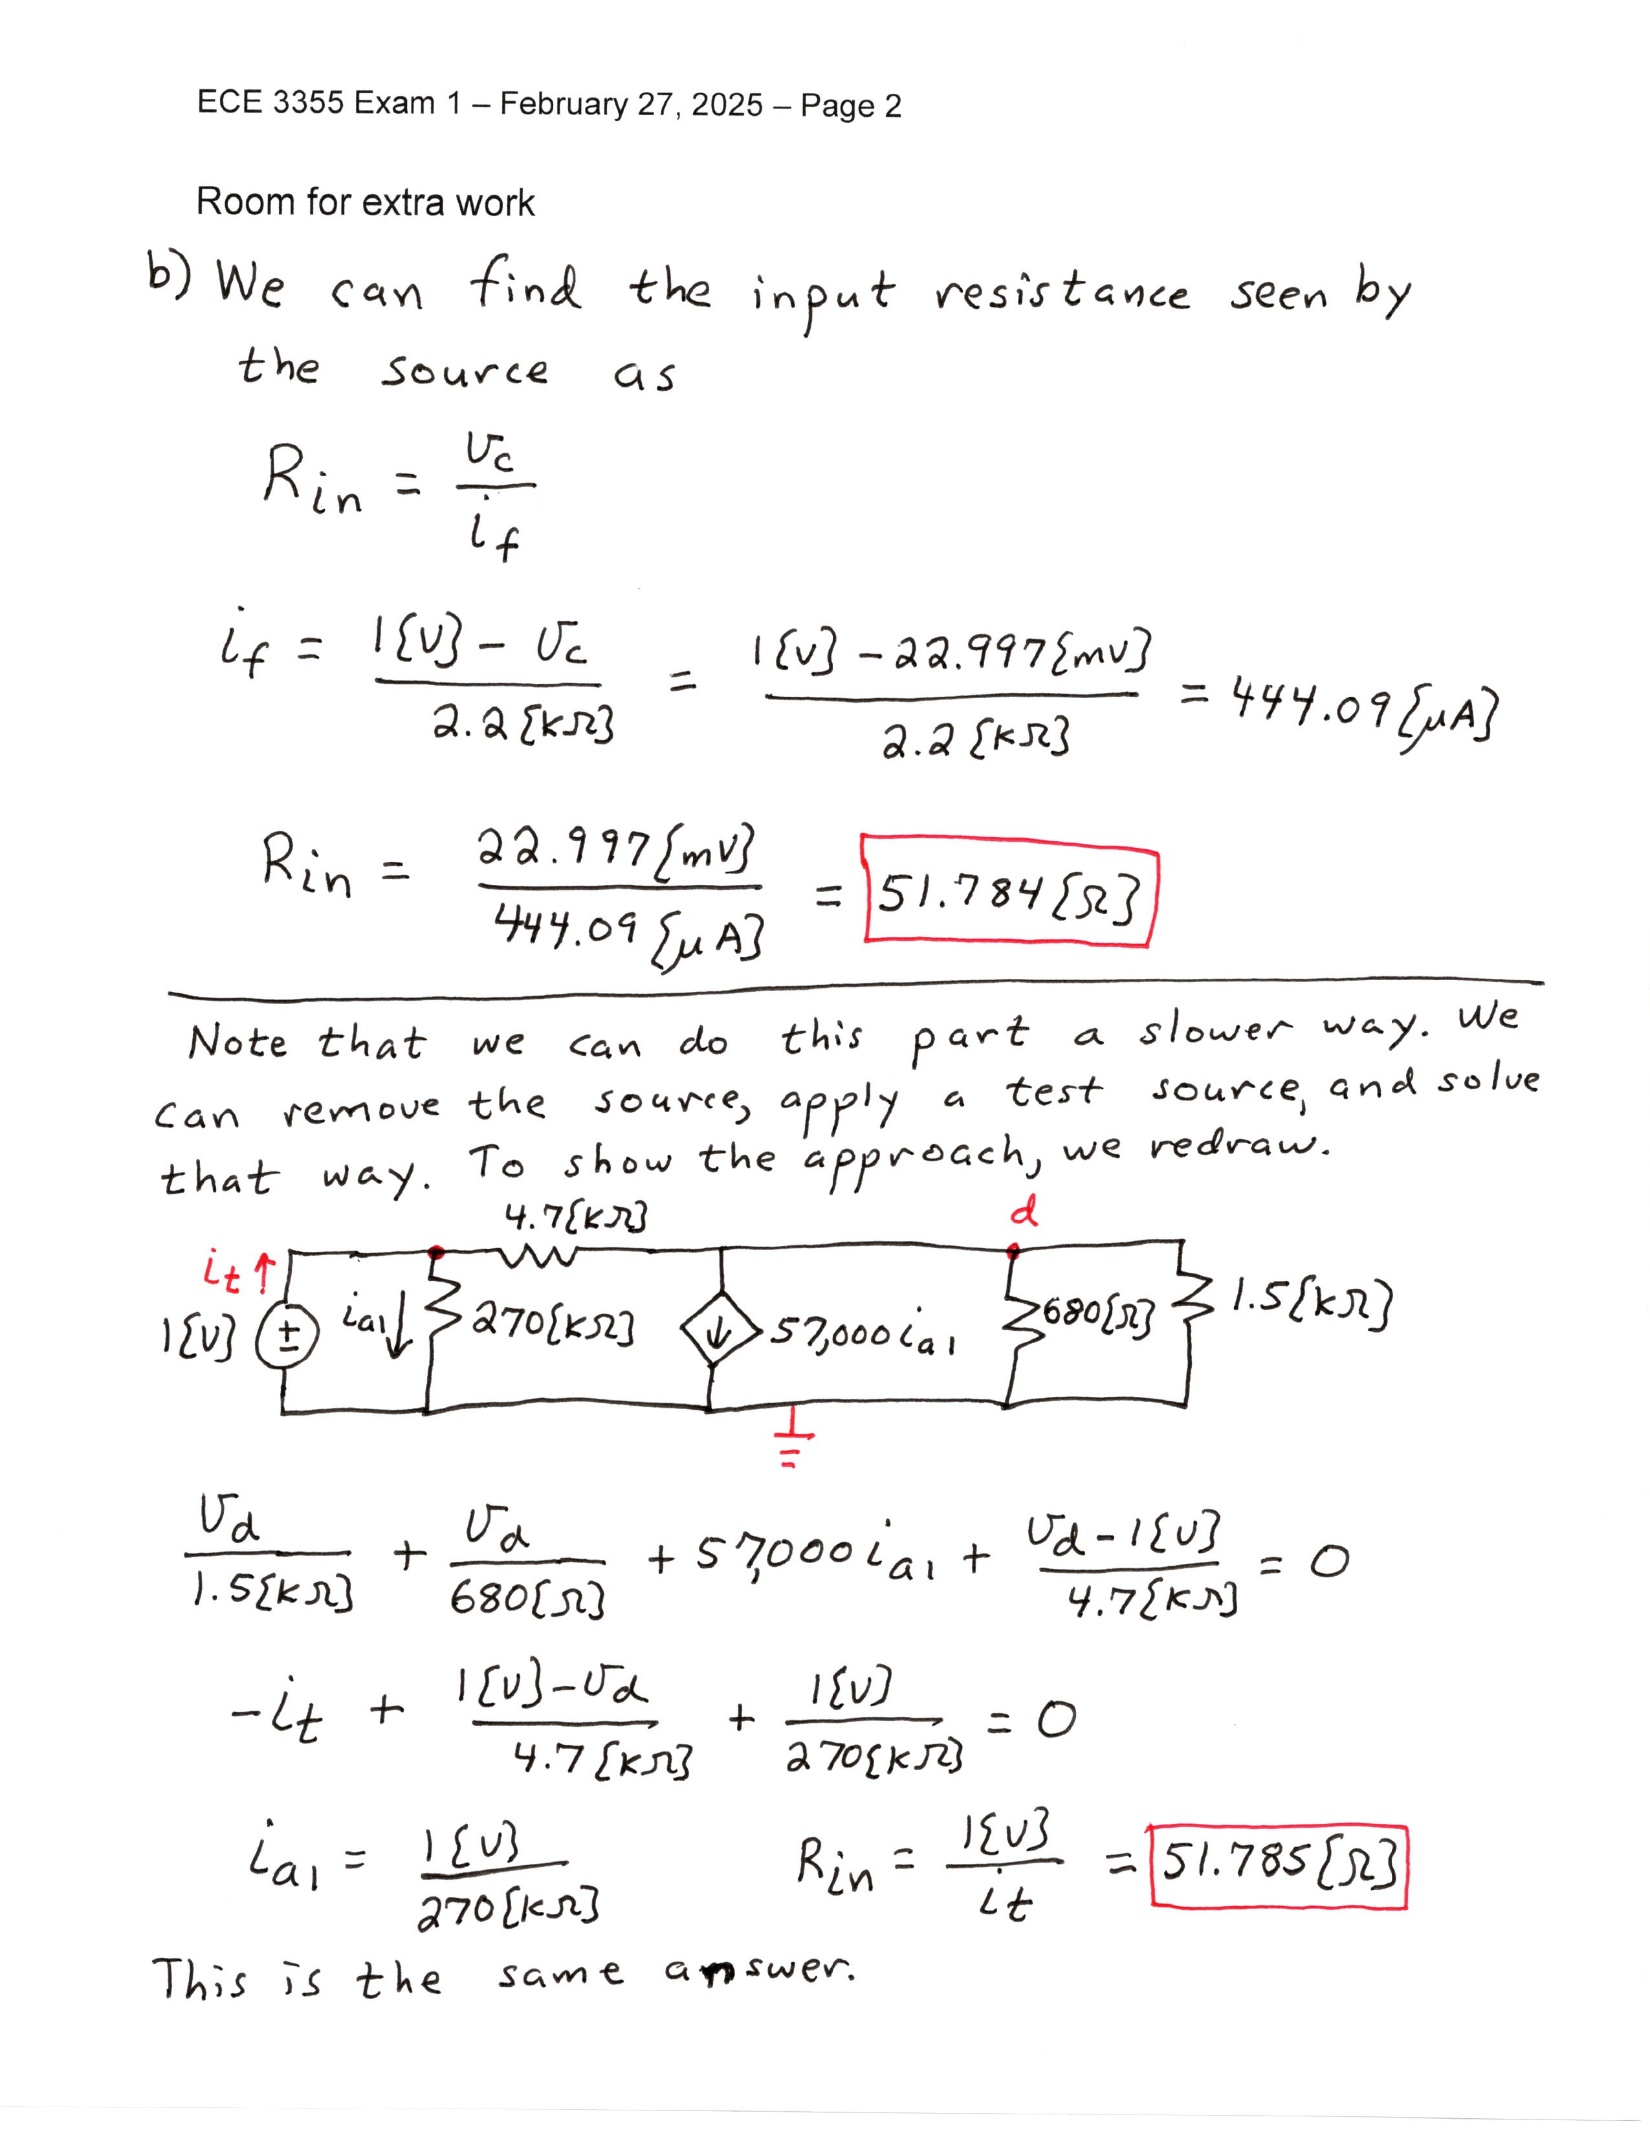 ECE 3355 Exam 1 – February 27, 2025 – Page 2
Room for extra work
b) We can find the input resistance seen by
the source as
Rin = vc / if
if = (1{V} - vc) / 2.2{kΩ} = (1{V} - 22.997{mV}) / 2.2{kΩ} = 444.09{μA}
Rin = 22.997{mV} / 444.09{μA} = 51.784{Ω}
Note that we can do this part a slower way. We
can remove the source, apply a test source, and solve
that way. To show the approach, we redraw.
4.7{kΩ} d
it ↑
1{V} ± ia1 ↓ 270{kΩ} ↓ 57,000ia1 680{Ω} 1.5{kΩ}
vd / 1.5{kΩ} + vd / 680{Ω} + 57,000ia1 + (vd - 1{V}) / 4.7{kΩ} = 0
-it + (1{V} - vd) / 4.7{kΩ} + 1{V} / 270{kΩ} = 0
ia1 = 1{V} / 270{kΩ} Rin = 1{V} / it = 51.785{Ω}
This is the same answer.